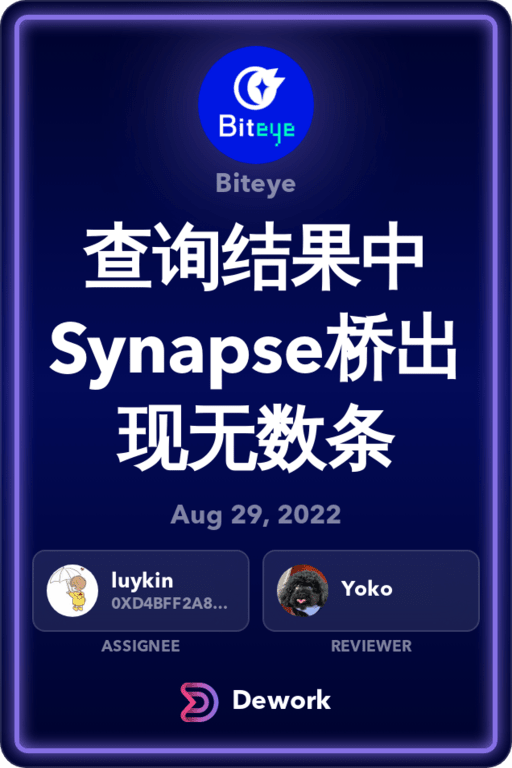 Biteye
Biteye
查询结果中
Synapse桥出
现无数条
Aug 29, 2022
luykin
0XD4BFF2A8...
Yoko
ASSIGNEE
REVIEWER
Dework